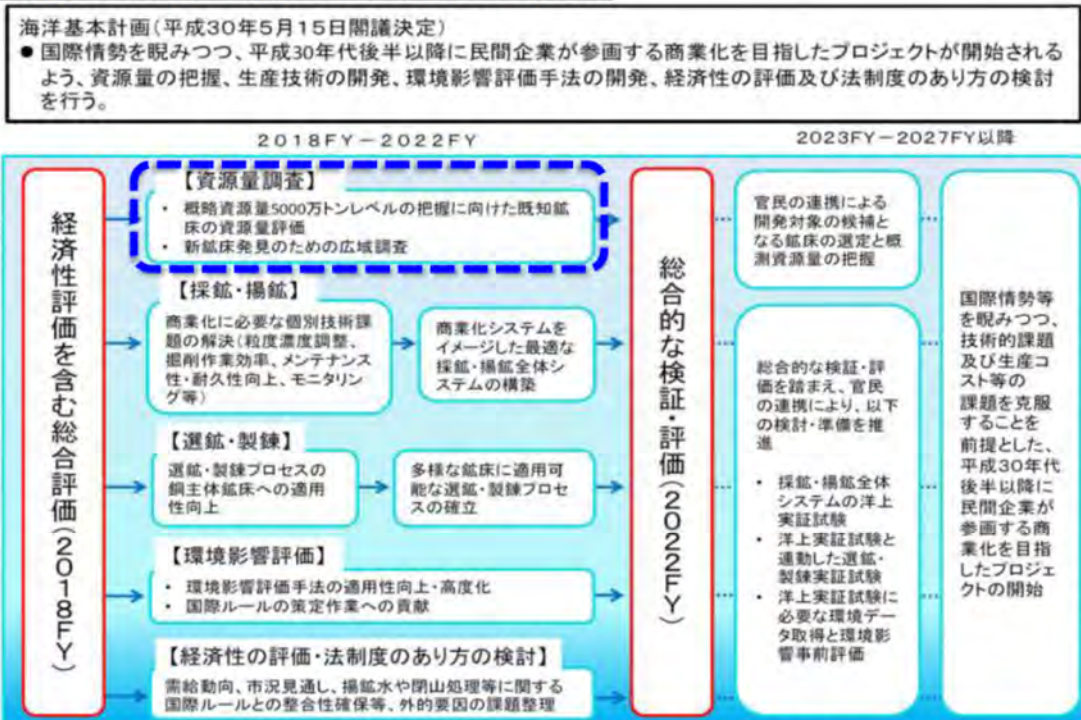 海洋基本計画(平成30年5月15日閣議決定)
● 国際情勢を睨みつつ、平成30年代後半以降に民間企業が参画する商業化を目指したプロジェクトが開始される
よう、資源量の把握、生産技術の開発、環境影響評価手法の開発、経済性の評価及び法制度のあり方の検討
を行う。
2018FY－2022FY
2023FY－2027FY以降
経済性評価を含む総合評価(2018FY)
【資源量調査】
・ 概略資源量5000万トンレベルの把握に向けた既知鉱
床の資源量評価
・ 新鉱床発見のための広域調査
【採鉱・揚鉱】
商業化に必要な個別技術課
題の解決(粒度濃度調整、
掘削作業効率、メンテナンス
性・耐久性向上、モニタリン
グ等)
商業化システムを
イメージした最適な
採鉱・揚鉱全体シ
ステムの構築
【選鉱・製錬】
選鉱・製錬プロセスの
銅主体鉱床への適用
性向上
多様な鉱床に適用可
能な選鉱・製錬プロセ
スの確立
【環境影響評価】
・ 環境影響評価手法の適用性向上・高度化
・ 国際ルールの策定作業への貢献
【経済性の評価・法制度のあり方の検討】
需給動向、市況見通し、揚鉱水や閉山処理等に関する
国際ルールとの整合性確保等、外的要因の課題整理
総合的な検証・評価(2022FY)
官民の連携による
開発対象の候補と
なる鉱床の選定と概
測資源量の把握
総合的な検証・評
価を踏まえ、官民
の連携により、以下
の検討・準備を推
進
・ 採鉱・揚鉱全体
システムの洋上
実証試験
・ 洋上実証試験と
連動した選鉱・
製錬実証試験
・ 洋上実証試験に
必要な環境デー
タ取得と環境影
響事前評価
国際情勢等
を睨みつつ、
技術的課題
及び生産コ
スト等の
課題を克服
することを
前提とした、
平成30年代
後半以降に
民間企業が
参画する商
業化を目指
したプロジェ
クトの開始